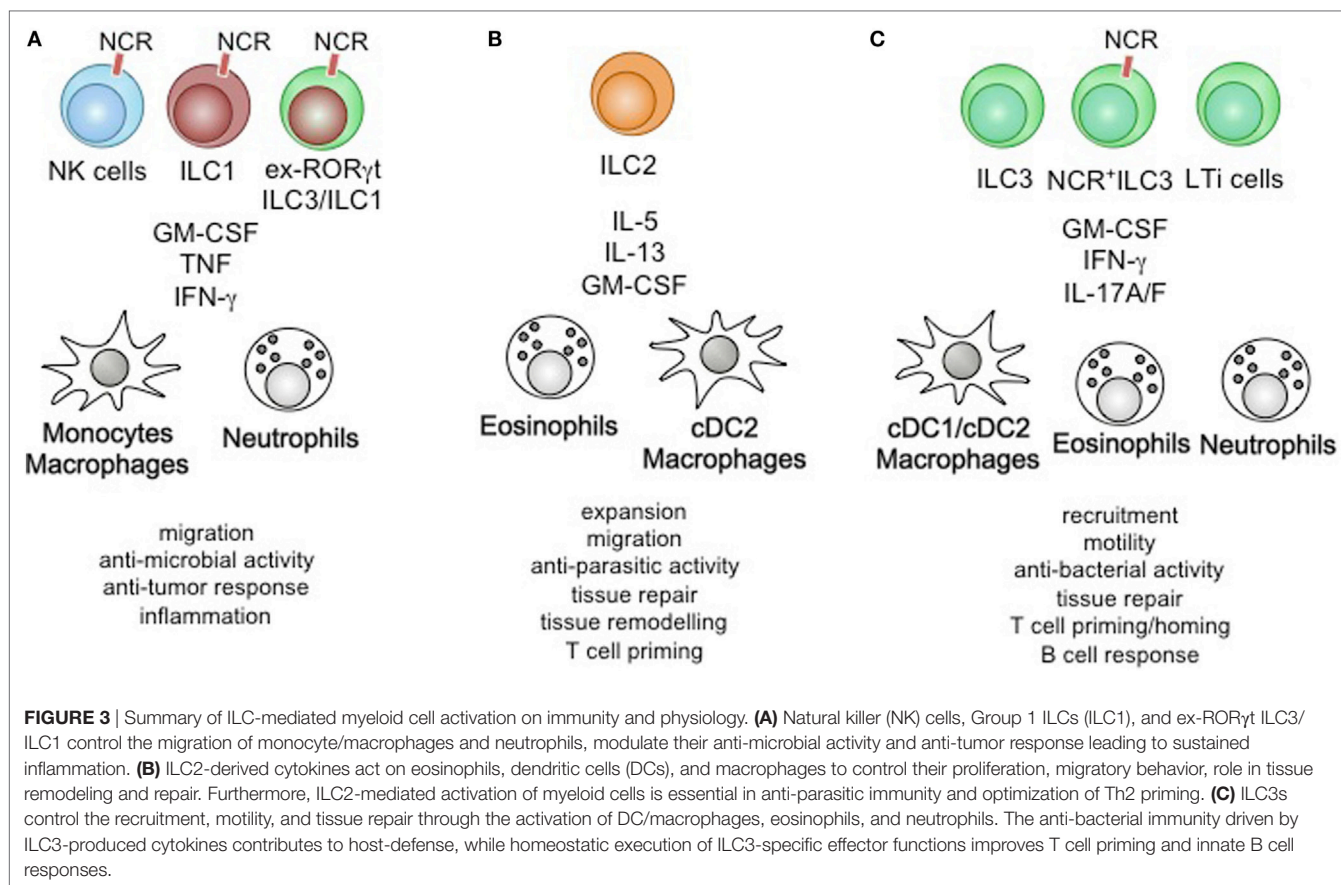 A
NCR
NCR
NCR
NK cells
ILC1
ex-RORγt
ILC3/ILC1
GM-CSF
TNF
IFN-γ
Monocytes
Macrophages
Neutrophils
migration
anti-microbial activity
anti-tumor response
inflammation
B
ILC2
IL-5
IL-13
GM-CSF
Eosinophils
cDC2
Macrophages
expansion
migration
anti-parasitic activity
tissue repair
tissue remodelling
T cell priming
C
NCR
ILC3
NCR⁺ILC3
LTi cells
GM-CSF
IFN-γ
IL-17A/F
cDC1/cDC2
Macrophages
Eosinophils
Neutrophils
recruitment
motility
anti-bacterial activity
tissue repair
T cell priming/homing
B cell response
FIGURE 3 | Summary of ILC-mediated myeloid cell activation on immunity and physiology. (A) Natural killer (NK) cells, Group 1 ILCs (ILC1), and ex-RORγt ILC3/
ILC1 control the migration of monocyte/macrophages and neutrophils, modulate their anti-microbial activity and anti-tumor response leading to sustained
inflammation. (B) ILC2-derived cytokines act on eosinophils, dendritic cells (DCs), and macrophages to control their proliferation, migratory behavior, role in tissue
remodeling and repair. Furthermore, ILC2-mediated activation of myeloid cells is essential in anti-parasitic immunity and optimization of Th2 priming. (C) ILC3s
control the recruitment, motility, and tissue repair through the activation of DC/macrophages, eosinophils, and neutrophils. The anti-bacterial immunity driven by
ILC3-produced cytokines contributes to host-defense, while homeostatic execution of ILC3-specific effector functions improves T cell priming and innate B cell
responses.